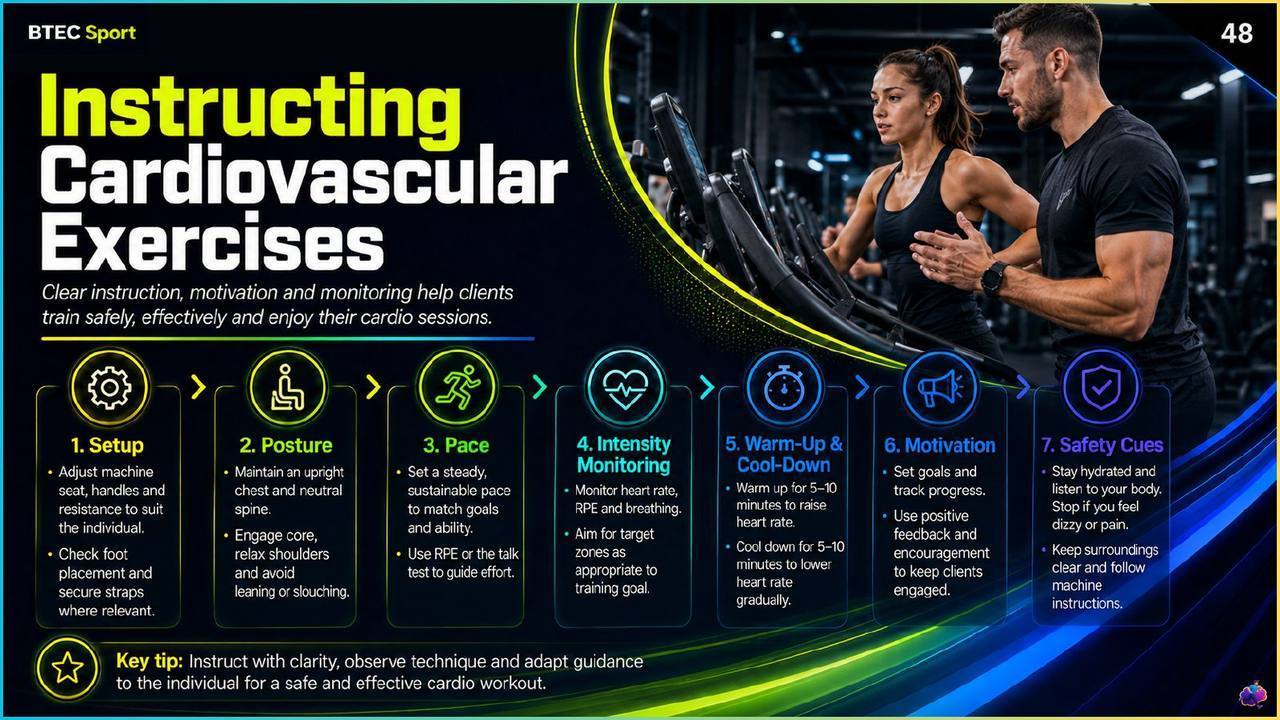 BTEC Sport
48
Instructing
Cardiovascular
Exercises
Clear instruction, motivation and monitoring help clients
train safely, effectively and enjoy their cardio sessions.
1. Setup
• Adjust machine
seat, handles and
resistance to suit
the individual.
• Check foot
placement and
secure straps
where relevant.
2. Posture
• Maintain an upright
chest and neutral
spine.
• Engage core,
relax shoulders
and avoid
leaning or slouching.
3. Pace
• Set a steady,
sustainable pace
to match goals
and ability.
• Use RPE or the talk
test to guide effort.
4. Intensity
Monitoring
• Monitor heart rate,
RPE and breathing.
• Aim for target
zones as
appropriate to
training goal.
5. Warm-Up &
Cool-Down
• Warm up for 5–10
minutes to raise
heart rate.
• Cool down for 5–10
minutes to lower
heart rate
gradually.
6. Motivation
• Set goals and
track progress.
• Use positive
feedback and
encouragement
to keep clients
engaged.
7. Safety Cues
• Stay hydrated and
listen to your body.
Stop if you feel
dizzy or pain.
• Keep surroundings
clear and follow
machine
instructions.
Key tip: Instruct with clarity, observe technique and adapt guidance
to the individual for a safe and effective cardio workout.